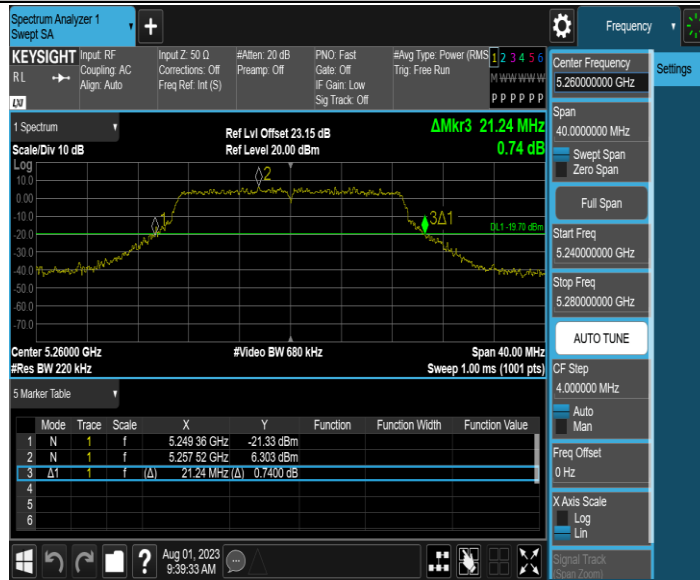 Spectrum Analyzer 1
Swept SA
+
Frequency
KEYSIGHT
RL
LXI
Input: RF
Coupling: AC
Align: Auto
Input Z: 50 Ω
Corrections: Off
Freq Ref: Int (S)
#Atten: 20 dB
Preamp: Off
PNO: Fast
Gate: Off
IF Gain: Low
Sig Track: Off
#Avg Type: Power (RMS
Trig: Free Run
1 2 3 4 5 6
M W W W W W
P P P P P P
1 Spectrum
Scale/Div 10 dB
Ref Lvl Offset 23.15 dB
Ref Level 20.00 dBm
ΔMkr3 21.24 MHz
0.74 dB
Log
10.0
0.00
-10.0
-20.0
-30.0
-40.0
-50.0
-60.0
-70.0
1
2
3Δ1
DL1 -19.70 dBm
Center 5.26000 GHz
#Res BW 220 kHz
#Video BW 680 kHz
Span 40.00 MHz
Sweep 1.00 ms (1001 pts)
5 Marker Table
Mode Trace Scale X Y Function Function Width Function Value
1 N 1 f 5.249 36 GHz -21.33 dBm
2 N 1 f 5.257 52 GHz 6.303 dBm
3 Δ1 1 f (Δ) 21.24 MHz (Δ) 0.7400 dB
4
5
6
?
Aug 01, 2023
9:39:33 AM
Center Frequency
5.260000000 GHz
Span
40.0000000 MHz
Swept Span
Zero Span
Full Span
Start Freq
5.240000000 GHz
Stop Freq
5.280000000 GHz
AUTO TUNE
CF Step
4.000000 MHz
Auto
Man
Freq Offset
0 Hz
X Axis Scale
Log
Lin
Signal Track
(Span Zoom)
Settings